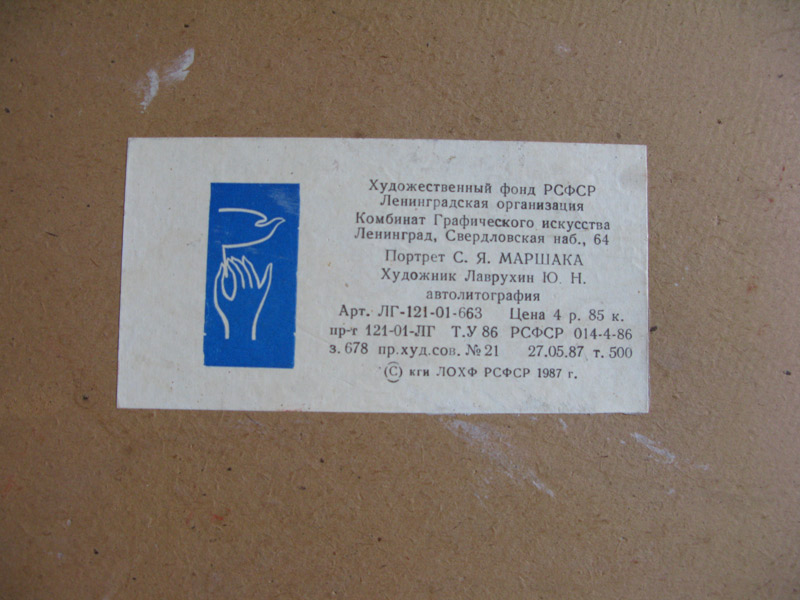 Художественный фонд РСФСР
Ленинградская организация
Комбинат Графического искусства
Ленинград, Свердловская наб., 64
Портрет С. Я. МАРШАКА
Художник Лаврухин Ю. Н.
автолитография
Арт. ЛГ-121-01-663 Цена 4 р. 85 к.
пр-т 121-01-ЛГ Т.У 86 РСФСР 014-4-86
з. 678 пр.худ.сов. № 21 27.05.87 т. 500
(С) кги ЛОХФ РСФСР 1987 г.